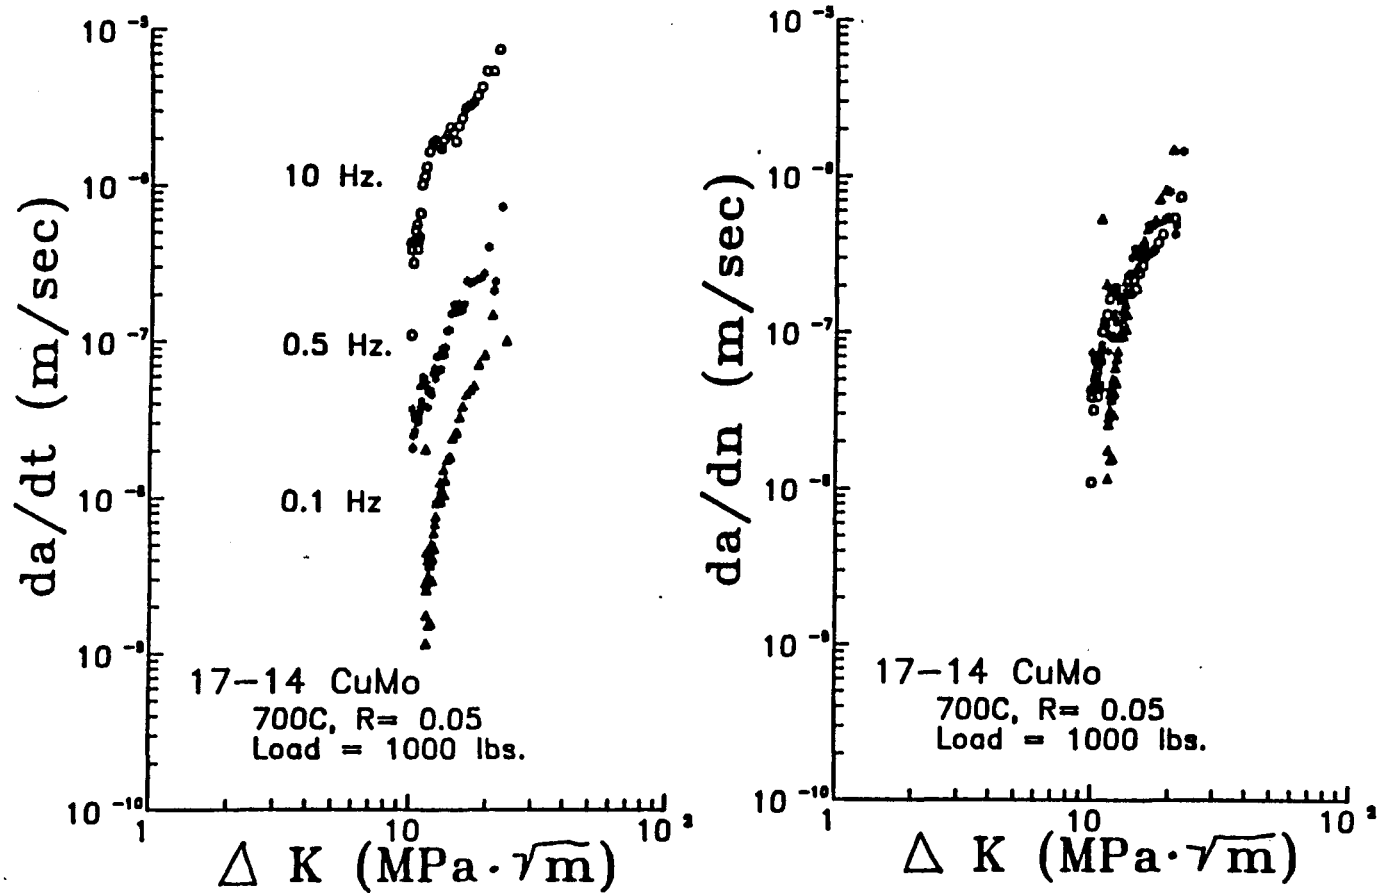 10⁻⁵
10⁻⁶
10⁻⁷
10⁻⁸
10⁻⁹
10⁻¹⁰
da/dt (m/sec)
10 Hz.
0.5 Hz.
0.1 Hz
17-14 CuMo
700C, R= 0.05
Load = 1000 lbs.
1
10
10²
Δ K (MPa·√m)
10⁻⁵
10⁻⁶
10⁻⁷
10⁻⁸
10⁻⁹
10⁻¹⁰
da/dn (m/sec)
17-14 CuMo
700C, R= 0.05
Load = 1000 lbs.
1
10
10²
Δ K (MPa·√m)